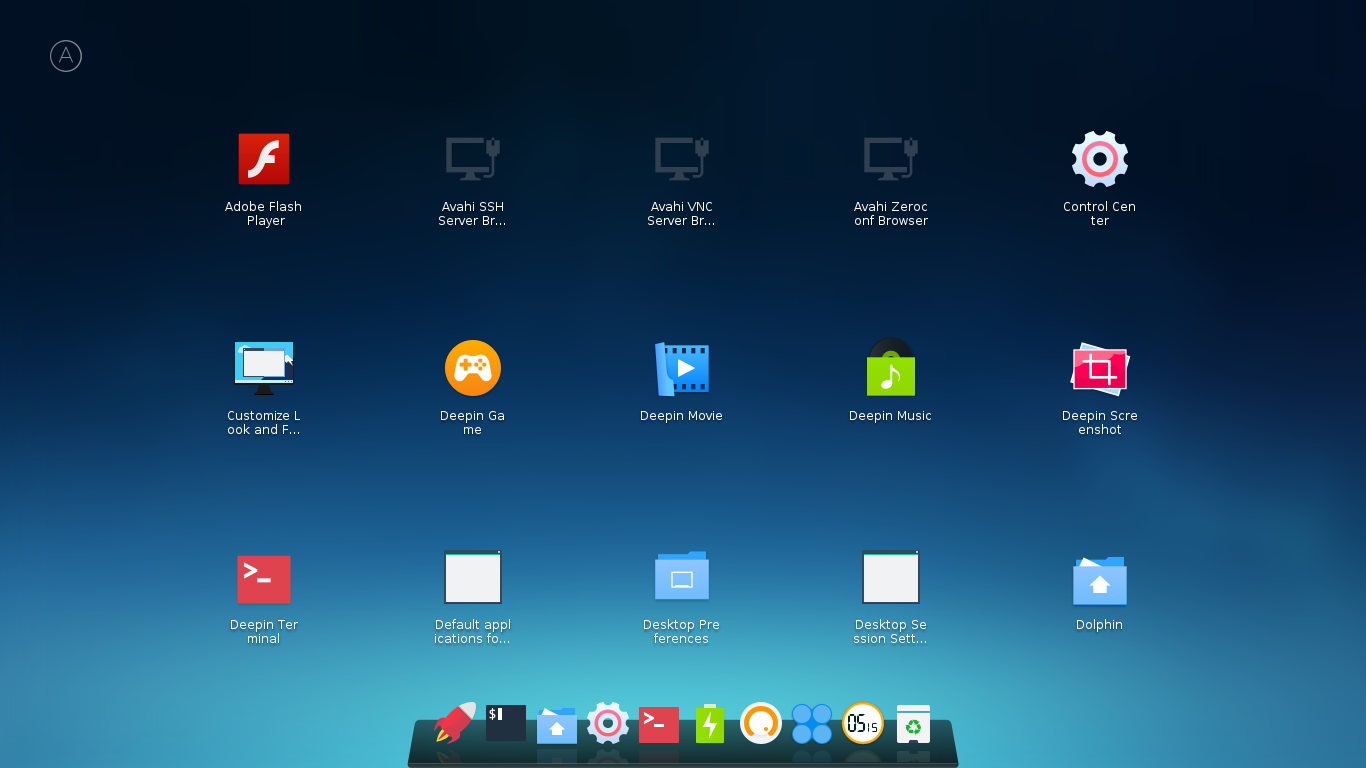 A
Adobe Flash
Player
Avahi SSH
Server Br...
Avahi VNC
Server Br...
Avahi Zeroc
onf Browser
Control Cen
ter
Customize L
ook and F...
Deepin Ga
me
Deepin Movie
Deepin Music
Deepin Scre
enshot
>_
Deepin Ter
minal
Default appl
ications fo...
Desktop Pre
ferences
Desktop Se
ssion Sett...
Dolphin
$
>_
05 15